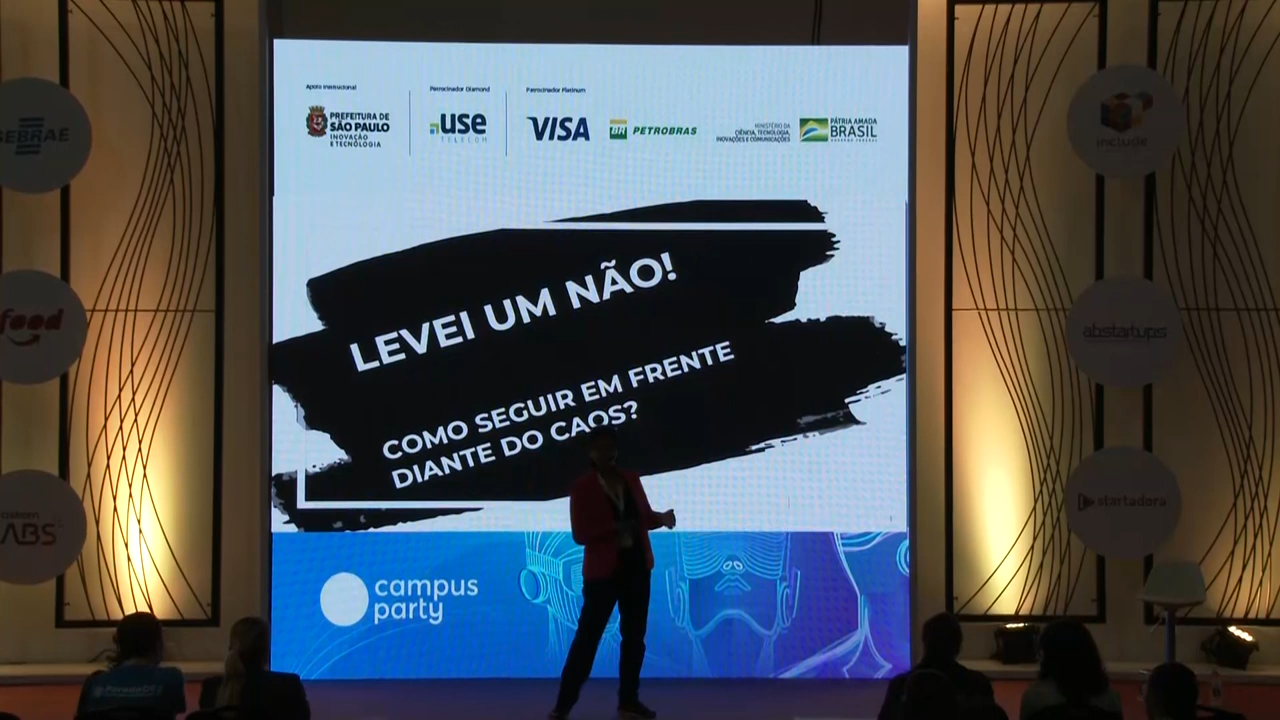 Apoio Institucional
PREFEITURA DE
SÃO PAULO
INOVAÇÃO
E TECNOLOGIA
Patrocinador Diamond
use
TELECOM
Patrocinador Platinum
VISA
BR PETROBRAS
MINISTÉRIO DA
CIÊNCIA, TECNOLOGIA,
INOVAÇÕES E COMUNICAÇÕES
PÁTRIA AMADA
BRASIL
GOVERNO FEDERAL
LEVEI UM NÃO!
COMO SEGUIR EM FRENTE
DIANTE DO CAOS?
campus
party
SEBRAE
food
ABS
include
abstartups
startadora